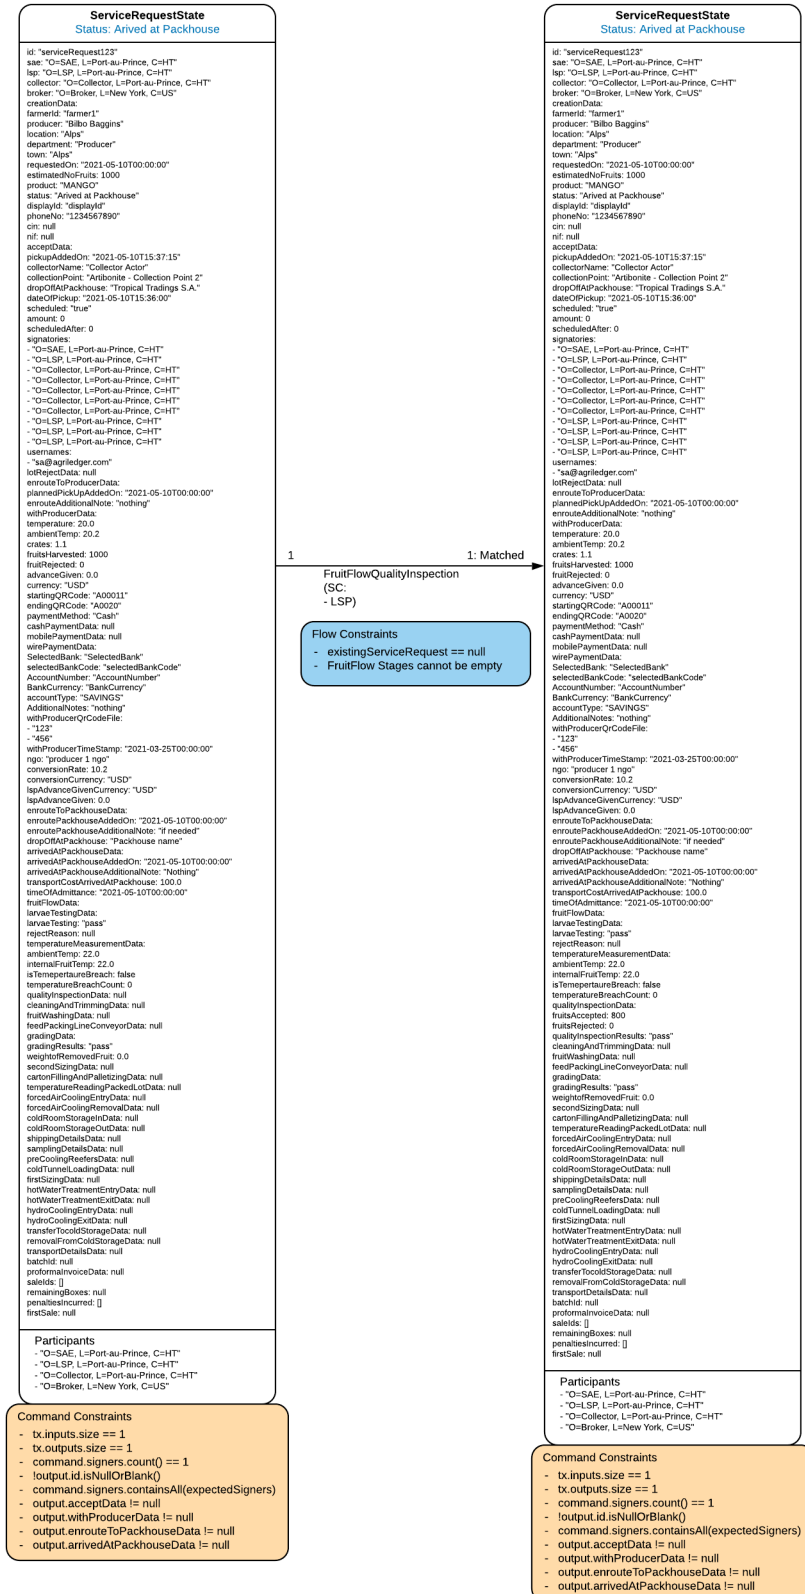 ServiceRequestState
Status: Arived at Packhouse
id: "serviceRequest123"
sae: "O=SAE, L=Port-au-Prince, C=HT"
lsp: "O=LSP, L=Port-au-Prince, C=HT"
collector: "O=Collector, L=Port-au-Prince, C=HT"
broker: "O=Broker, L=New York, C=US"
creationData:
farmerId: "farmer1"
producer: "Bilbo Baggins"
location: "Alps"
department: "Producer"
town: "Alps"
requestedOn: "2021-05-10T00:00:00"
estimatedNoFruits: 1000
product: "MANGO"
status: "Arived at Packhouse"
displayId: "displayId"
phoneNo: "1234567890"
cin: null
nif: null
acceptData:
pickupAddedOn: "2021-05-10T15:37:15"
collectorName: "Collector Actor"
collectionPoint: "Artibonite - Collection Point 2"
dropOffAtPackhouse: "Tropical Tradings S.A."
dateOfPickup: "2021-05-10T15:36:00"
scheduled: "true"
amount: 0
scheduledAfter: 0
signatories:
- "O=SAE, L=Port-au-Prince, C=HT"
- "O=LSP, L=Port-au-Prince, C=HT"
- "O=Collector, L=Port-au-Prince, C=HT"
- "O=Collector, L=Port-au-Prince, C=HT"
- "O=Collector, L=Port-au-Prince, C=HT"
- "O=Collector, L=Port-au-Prince, C=HT"
- "O=Collector, L=Port-au-Prince, C=HT"
- "O=LSP, L=Port-au-Prince, C=HT"
- "O=LSP, L=Port-au-Prince, C=HT"
- "O=LSP, L=Port-au-Prince, C=HT"
usernames:
- "sa@agriledger.com"
lotRejectData: null
enrouteToProducerData:
plannedPickUpAddedOn: "2021-05-10T00:00:00"
enrouteAdditionalNote: "nothing"
withProducerData:
temperature: 20.0
ambientTemp: 20.2
crates: 1.1
fruitsHarvested: 1000
fruitRejected: 0
advanceGiven: 0.0
currency: "USD"
startingQRCode: "A00011"
endingQRCode: "A0020"
paymentMethod: "Cash"
cashPaymentData: null
mobilePaymentData: null
wirePaymentData:
SelectedBank: "SelectedBank"
selectedBankCode: "selectedBankCode"
AccountNumber: "AccountNumber"
BankCurrency: "BankCurrency"
accountType: "SAVINGS"
AdditionalNotes: "nothing"
withProducerQrCodeFile:
- "123"
- "456"
withProducerTimeStamp: "2021-03-25T00:00:00"
ngo: "producer 1 ngo"
conversionRate: 10.2
conversionCurrency: "USD"
lspAdvanceGivenCurrency: "USD"
lspAdvanceGiven: 0.0
enrouteToPackhouseData:
enroutePackhouseAddedOn: "2021-05-10T00:00:00"
enroutePackhouseAdditionalNote: "if needed"
dropOffAtPackhouse: "Packhouse name"
arrivedAtPackhouseData:
arrivedAtPackhouseAddedOn: "2021-05-10T00:00:00"
arrivedAtPackhouseAdditionalNote: "Nothing"
transportCostArrivedAtPackhouse: 100.0
timeOfAdmittance: "2021-05-10T00:00:00"
fruitFlowData:
larvaeTestingData:
larvaeTesting: "pass"
rejectReason: null
temperatureMeasurementData:
ambientTemp: 22.0
internalFruitTemp: 22.0
isTemepertaureBreach: false
temperatureBreachCount: 0
qualityInspectionData: null
cleaningAndTrimmingData: null
fruitWashingData: null
feedPackingLineConveyorData: null
gradingData:
gradingResults: "pass"
weightofRemovedFruit: 0.0
secondSizingData: null
cartonFillingAndPalletizingData: null
temperatureReadingPackedLotData: null
forcedAirCoolingEntryData: null
forcedAirCoolingRemovalData: null
coldRoomStorageInData: null
coldRoomStorageOutData: null
shippingDetailsData: null
samplingDetailsData: null
preCoolingReefersData: null
coldTunnelLoadingData: null
firstSizingData: null
hotWaterTreatmentEntryData: null
hotWaterTreatmentExitData: null
hydroCoolingEntryData: null
hydroCoolingExitData: null
transferTocoldStorageData: null
removalFromColdStorageData: null
transportDetailsData: null
batchId: null
proformaInvoiceData: null
saleIds: []
remainingBoxes: null
penaltiesIncurred: []
firstSale: null
Participants
- "O=SAE, L=Port-au-Prince, C=HT"
- "O=LSP, L=Port-au-Prince, C=HT"
- "O=Collector, L=Port-au-Prince, C=HT"
- "O=Broker, L=New York, C=US"
Command Constraints
- tx.inputs.size == 1
- tx.outputs.size == 1
- command.signers.count() == 1
- !output.id.isNullOrBlank()
- command.signers.containsAll(expectedSigners)
- output.acceptData != null
- output.withProducerData != null
- output.enrouteToPackhouseData != null
- output.arrivedAtPackhouseData != null
1
1: Matched
FruitFlowQualityInspection
(SC:
- LSP)
Flow Constraints
- existingServiceRequest == null
- FruitFlow Stages cannot be empty
ServiceRequestState
Status: Arived at Packhouse
id: "serviceRequest123"
sae: "O=SAE, L=Port-au-Prince, C=HT"
lsp: "O=LSP, L=Port-au-Prince, C=HT"
collector: "O=Collector, L=Port-au-Prince, C=HT"
broker: "O=Broker, L=New York, C=US"
creationData:
farmerId: "farmer1"
producer: "Bilbo Baggins"
location: "Alps"
department: "Producer"
town: "Alps"
requestedOn: "2021-05-10T00:00:00"
estimatedNoFruits: 1000
product: "MANGO"
status: "Arived at Packhouse"
displayId: "displayId"
phoneNo: "1234567890"
cin: null
nif: null
acceptData:
pickupAddedOn: "2021-05-10T15:37:15"
collectorName: "Collector Actor"
collectionPoint: "Artibonite - Collection Point 2"
dropOffAtPackhouse: "Tropical Tradings S.A."
dateOfPickup: "2021-05-10T15:36:00"
scheduled: "true"
amount: 0
scheduledAfter: 0
signatories:
- "O=SAE, L=Port-au-Prince, C=HT"
- "O=LSP, L=Port-au-Prince, C=HT"
- "O=Collector, L=Port-au-Prince, C=HT"
- "O=Collector, L=Port-au-Prince, C=HT"
- "O=Collector, L=Port-au-Prince, C=HT"
- "O=Collector, L=Port-au-Prince, C=HT"
- "O=Collector, L=Port-au-Prince, C=HT"
- "O=LSP, L=Port-au-Prince, C=HT"
- "O=LSP, L=Port-au-Prince, C=HT"
- "O=LSP, L=Port-au-Prince, C=HT"
- "O=LSP, L=Port-au-Prince, C=HT"
usernames:
- "sa@agriledger.com"
lotRejectData: null
enrouteToProducerData:
plannedPickUpAddedOn: "2021-05-10T00:00:00"
enrouteAdditionalNote: "nothing"
withProducerData:
temperature: 20.0
ambientTemp: 20.2
crates: 1.1
fruitsHarvested: 1000
fruitRejected: 0
advanceGiven: 0.0
currency: "USD"
startingQRCode: "A00011"
endingQRCode: "A0020"
paymentMethod: "Cash"
cashPaymentData: null
mobilePaymentData: null
wirePaymentData:
SelectedBank: "SelectedBank"
selectedBankCode: "selectedBankCode"
AccountNumber: "AccountNumber"
BankCurrency: "BankCurrency"
accountType: "SAVINGS"
AdditionalNotes: "nothing"
withProducerQrCodeFile:
- "123"
- "456"
withProducerTimeStamp: "2021-03-25T00:00:00"
ngo: "producer 1 ngo"
conversionRate: 10.2
conversionCurrency: "USD"
lspAdvanceGivenCurrency: "USD"
lspAdvanceGiven: 0.0
enrouteToPackhouseData:
enroutePackhouseAddedOn: "2021-05-10T00:00:00"
enroutePackhouseAdditionalNote: "if needed"
dropOffAtPackhouse: "Packhouse name"
arrivedAtPackhouseData:
arrivedAtPackhouseAddedOn: "2021-05-10T00:00:00"
arrivedAtPackhouseAdditionalNote: "Nothing"
transportCostArrivedAtPackhouse: 100.0
timeOfAdmittance: "2021-05-10T00:00:00"
fruitFlowData:
larvaeTestingData:
larvaeTesting: "pass"
rejectReason: null
temperatureMeasurementData:
ambientTemp: 22.0
internalFruitTemp: 22.0
isTemepertaureBreach: false
temperatureBreachCount: 0
qualityInspectionData:
fruitsAccepted: 800
fruitsRejected: 0
qualityInspectionResults: "pass"
cleaningAndTrimmingData: null
fruitWashingData: null
feedPackingLineConveyorData: null
gradingData:
gradingResults: "pass"
weightofRemovedFruit: 0.0
secondSizingData: null
cartonFillingAndPalletizingData: null
temperatureReadingPackedLotData: null
forcedAirCoolingEntryData: null
forcedAirCoolingRemovalData: null
coldRoomStorageInData: null
coldRoomStorageOutData: null
shippingDetailsData: null
samplingDetailsData: null
preCoolingReefersData: null
coldTunnelLoadingData: null
firstSizingData: null
hotWaterTreatmentEntryData: null
hotWaterTreatmentExitData: null
hydroCoolingEntryData: null
hydroCoolingExitData: null
transferTocoldStorageData: null
removalFromColdStorageData: null
transportDetailsData: null
batchId: null
proformaInvoiceData: null
saleIds: []
remainingBoxes: null
penaltiesIncurred: []
firstSale: null
Participants
- "O=SAE, L=Port-au-Prince, C=HT"
- "O=LSP, L=Port-au-Prince, C=HT"
- "O=Collector, L=Port-au-Prince, C=HT"
- "O=Broker, L=New York, C=US"
Command Constraints
- tx.inputs.size == 1
- tx.outputs.size == 1
- command.signers.count() == 1
- !output.id.isNullOrBlank()
- command.signers.containsAll(expectedSigners)
- output.acceptData != null
- output.withProducerData != null
- output.enrouteToPackhouseData != null
- output.arrivedAtPackhouseData != null